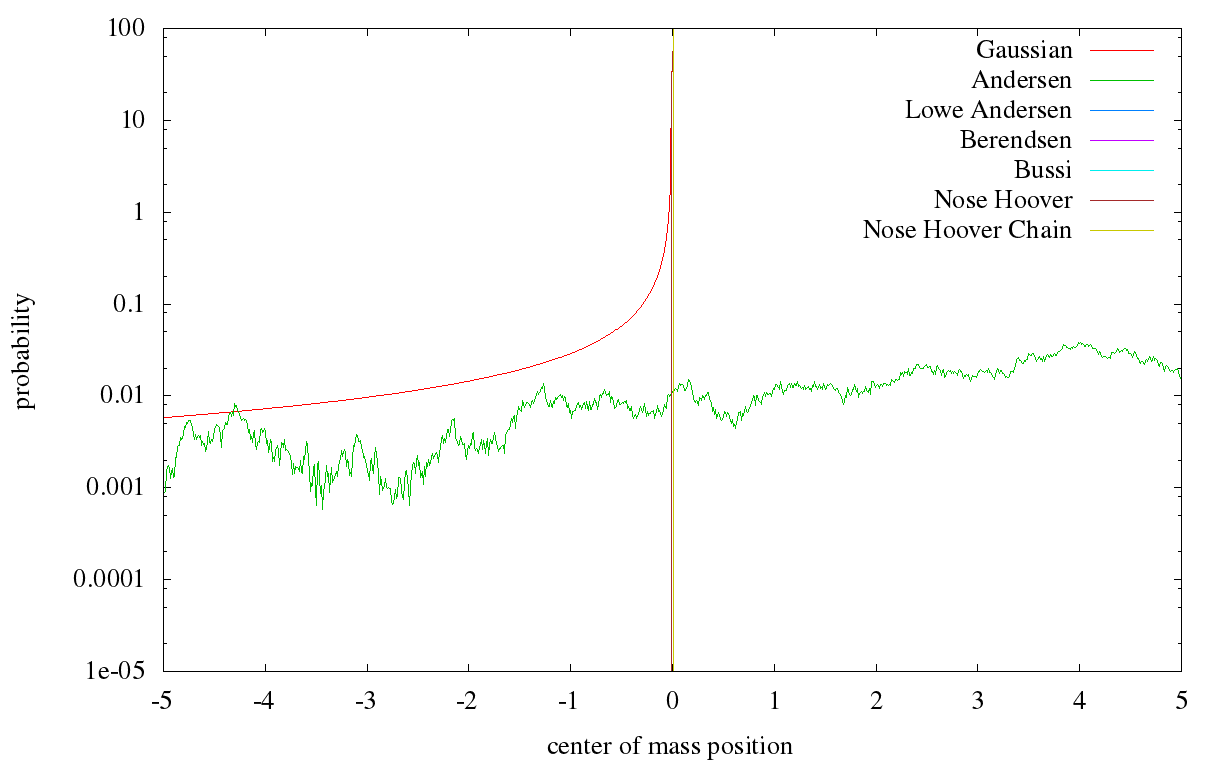 100
10
1
0.1
0.01
0.001
0.0001
1e-05
-5 -4 -3 -2 -1 0 1 2 3 4 5
probability
center of mass position
Gaussian
Andersen
Lowe Andersen
Berendsen
Bussi
Nose Hoover
Nose Hoover Chain